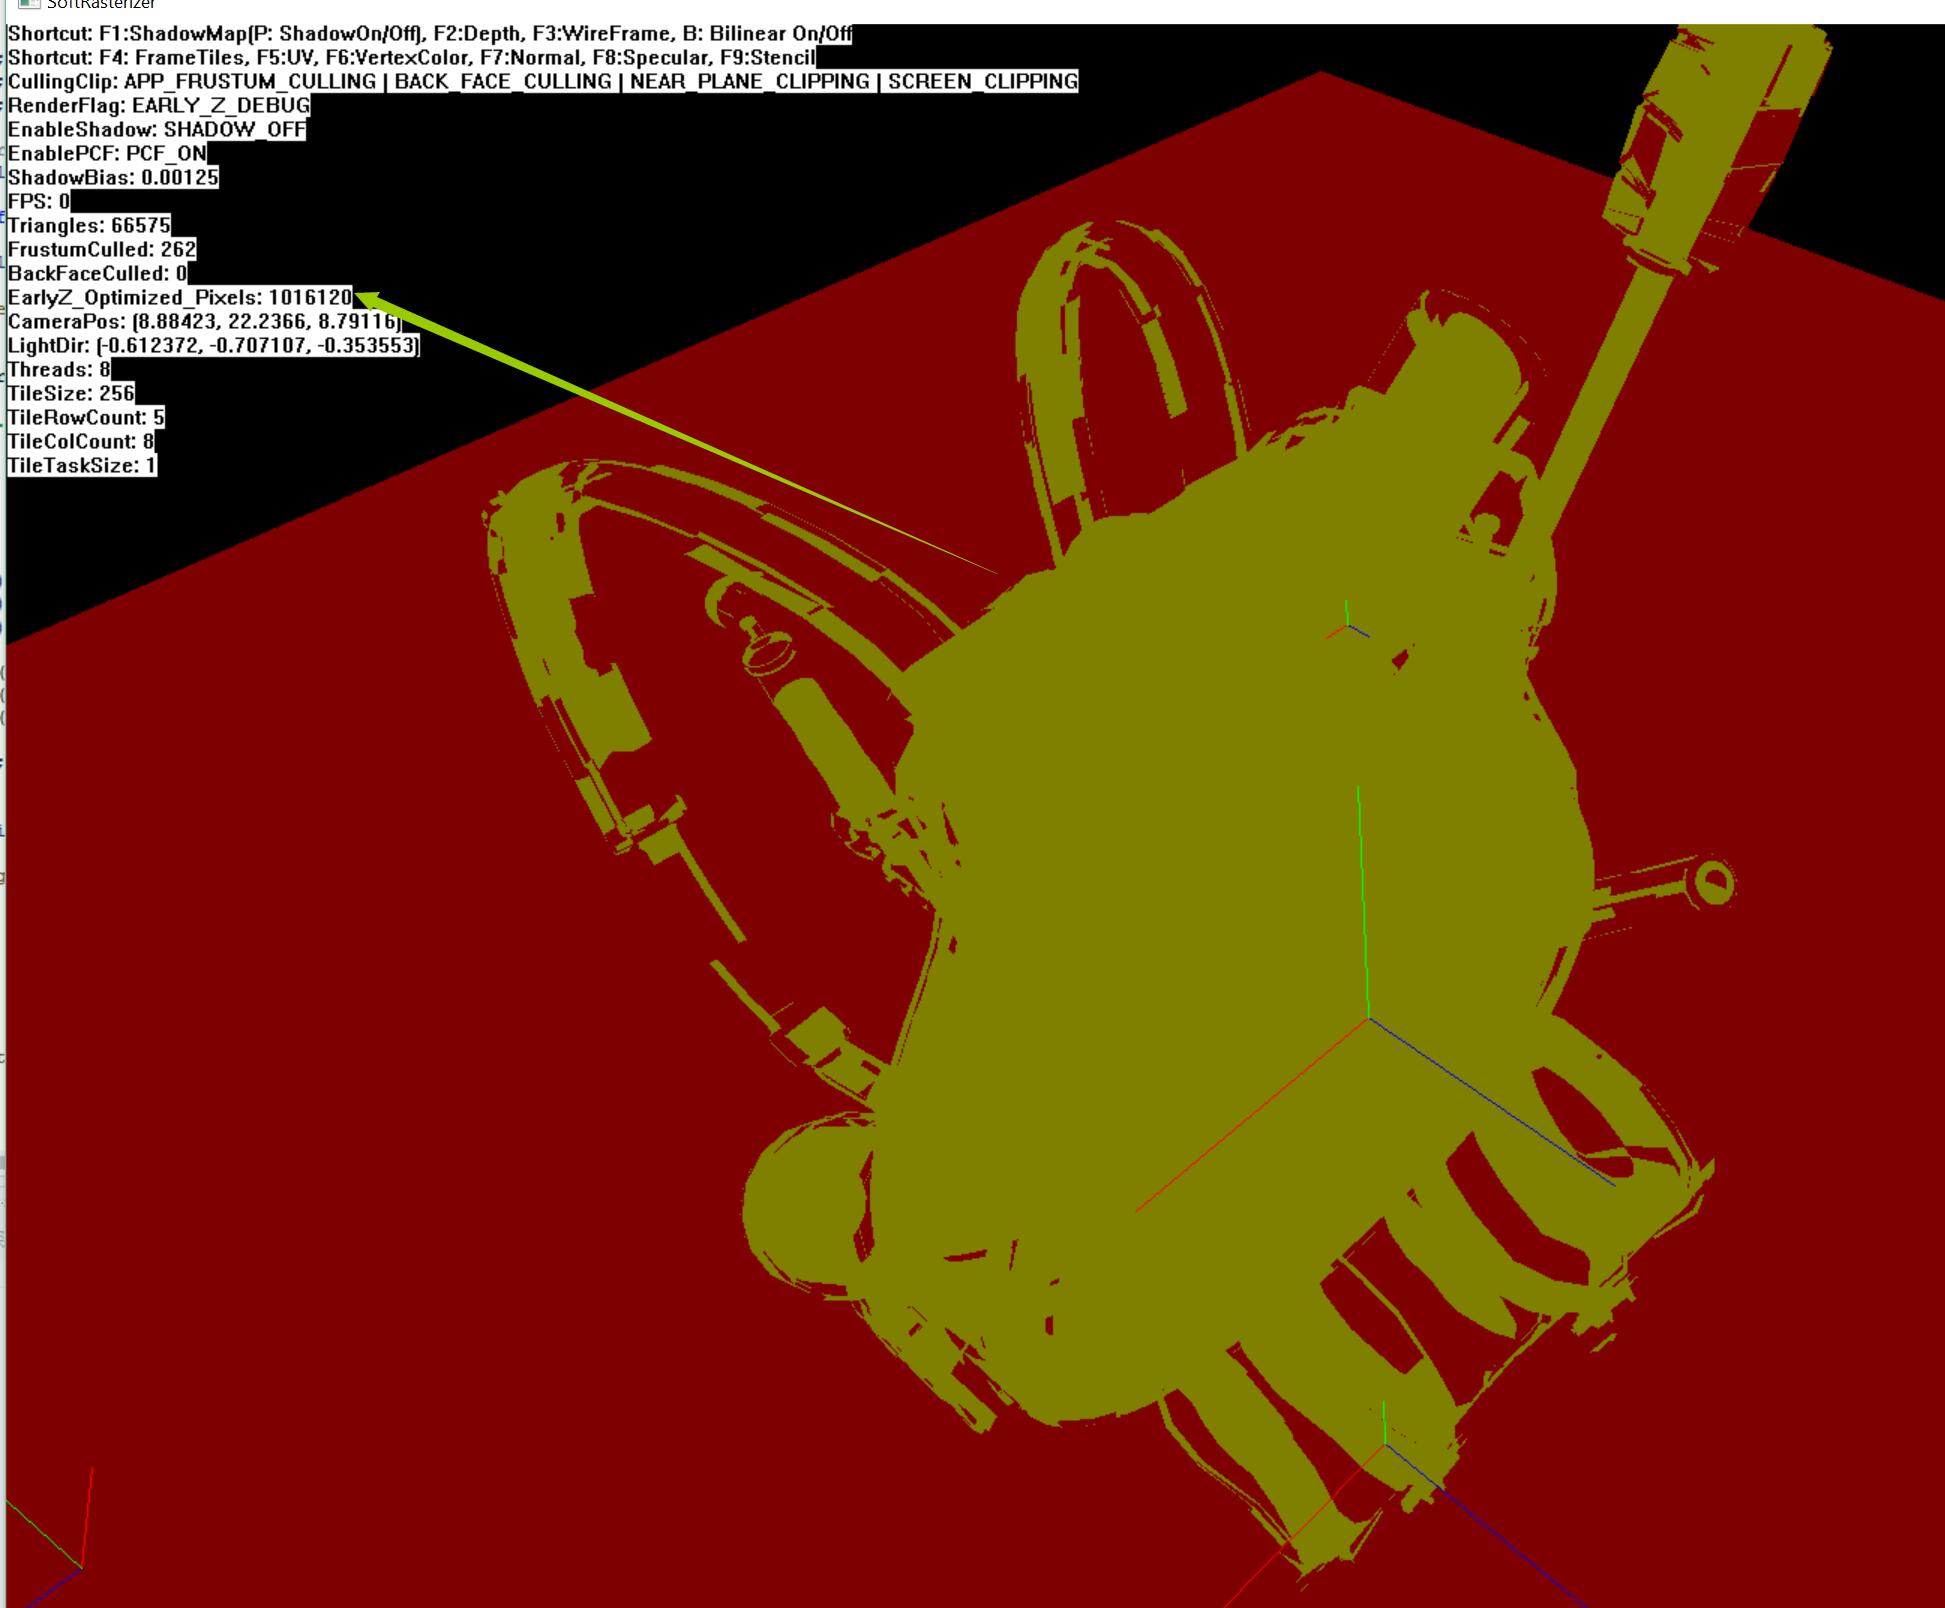 SoftRasterizer
Shortcut: F1:ShadowMap(P: ShadowOn/Off), F2:Depth, F3:WireFrame, B: Bilinear On/Off
Shortcut: F4: FrameTiles, F5:UV, F6:VertexColor, F7:Normal, F8:Specular, F9:Stencil
CullingClip: APP_FRUSTUM_CULLING | BACK_FACE_CULLING | NEAR_PLANE_CLIPPING | SCREEN_CLIPPING
RenderFlag: EARLY_Z_DEBUG
EnableShadow: SHADOW_OFF
EnablePCF: PCF_ON
ShadowBias: 0.00125
FPS: 0
Triangles: 66575
FrustumCulled: 262
BackFaceCulled: 0
EarlyZ_Optimized_Pixels: 1016120
CameraPos: (8.88423, 22.2366, 8.79116)
LightDir: (-0.612372, -0.707107, -0.353553)
Threads: 8
TileSize: 256
TileRowCount: 5
TileColCount: 8
TileTaskSize: 1